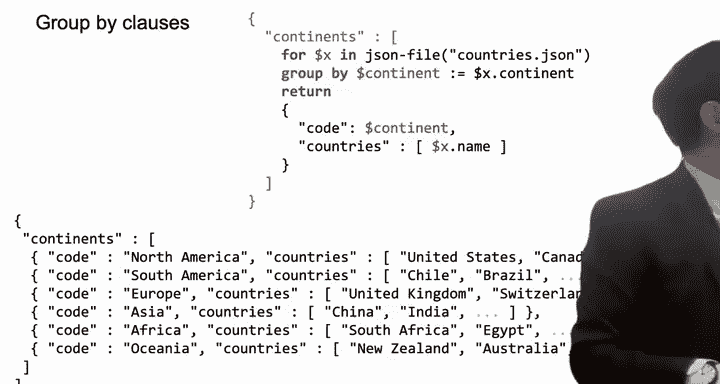 Group by clauses
{
"continents" : [
for $x in json-file("countries.json")
group by $continent := $x.continent
return
{
"code": $continent,
"countries" : [ $x.name ]
}
]
}
{
"continents" : [
{ "code" : "North America", "countries" : [ "United States, "Canad
{ "code" : "South America", "countries" : [ "Chile", "Brazil", ...
{ "code" : "Europe", "countries" : [ "United Kingdom", "Switzerlan
{ "code" : "Asia", "countries" : [ "China", "India", ... ] },
{ "code" : "Africa", "countries" : [ "South Africa", "Egypt", ..
{ "code" : "Oceania", "countries" : [ "New Zealand", "Australia",
]